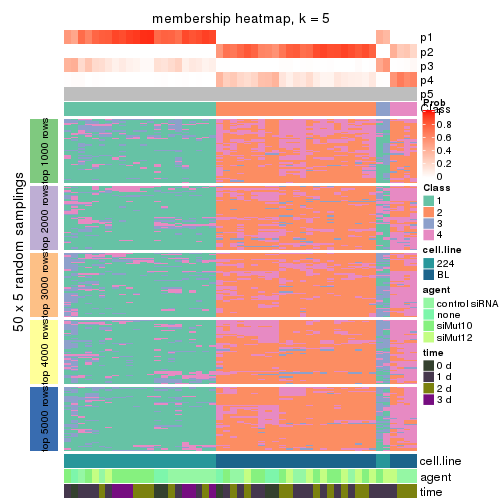 membership heatmap, k = 5
p1
p2
p3
p4
p5
Class
Prob
1
0.8
0.6
0.4
0.2
0
Class
1
2
3
4
cell.line
224
BL
agent
control siRNA
none
siMut10
siMut12
time
0 d
1 d
2 d
3 d
50 x 5 random samplings
top 1000 rows
top 2000 rows
top 3000 rows
top 4000 rows
top 5000 rows
cell.line
agent
time